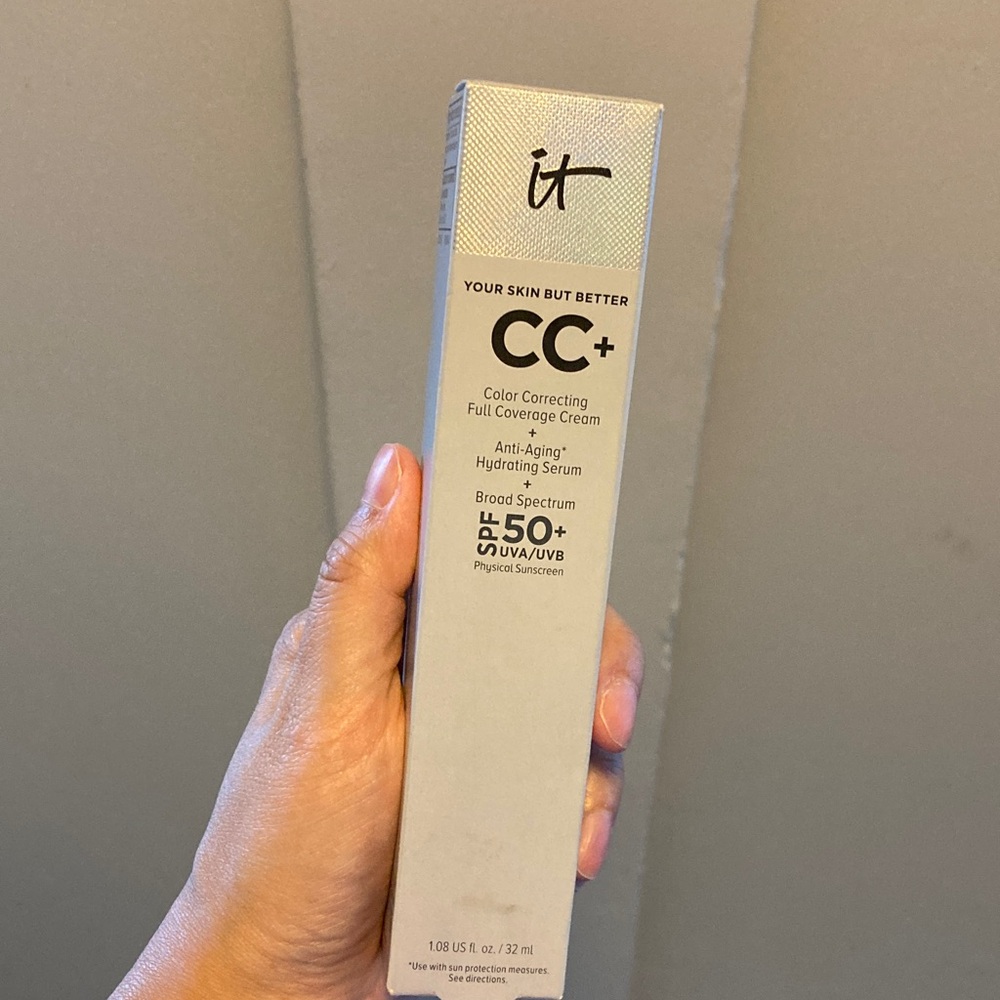 it
YOUR SKIN BUT BETTER
CC+
Color Correcting
Full Coverage Cream
+
Anti-Aging*
Hydrating Serum
+
Broad Spectrum
SPF 50+
UVA/UVB
Physical Sunscreen
1.08 US fl. oz. / 32 ml
*Use with sun protection measures.
See directions.